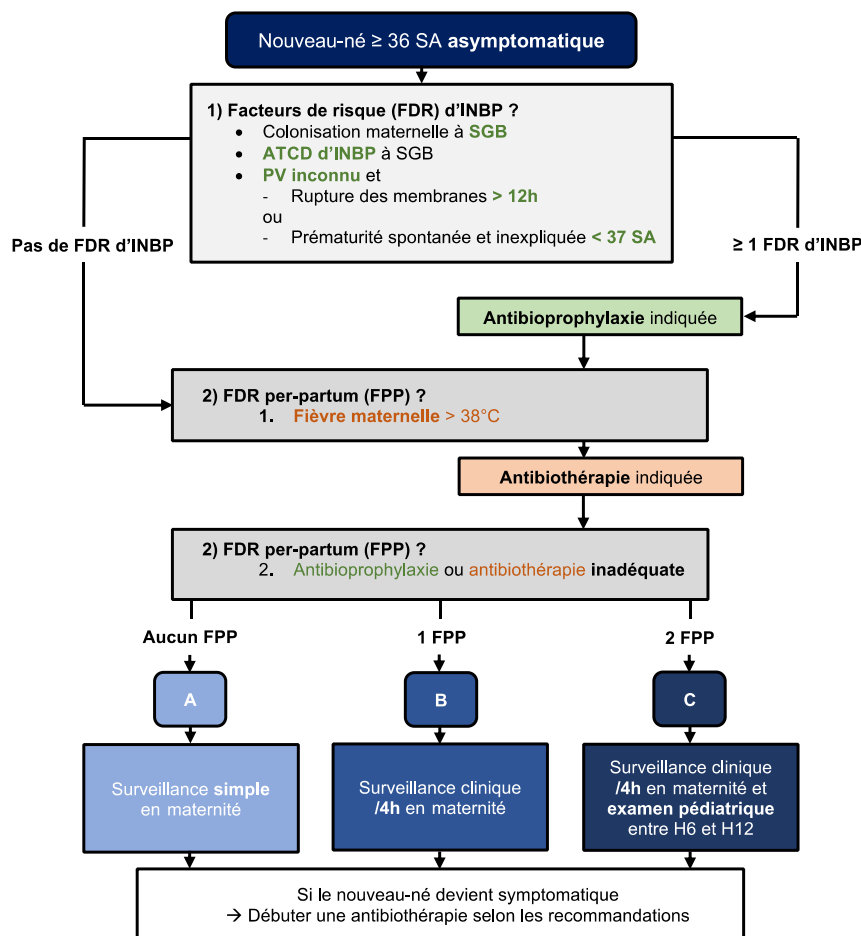 Nouveau-né ≥ 36 SA asymptomatique
1) Facteurs de risque (FDR) d'INBP ?
• Colonisation maternelle à SGB
• ATCD d'INBP à SGB
• PV inconnu et
- Rupture des membranes > 12h
ou
- Prématurité spontanée et inexpliquée < 37 SA
Pas de FDR d'INBP
≥ 1 FDR d'INBP
Antibioprophylaxie indiquée
2) FDR per-partum (FPP) ?
1. Fièvre maternelle > 38°C
Antibiothérapie indiquée
2) FDR per-partum (FPP) ?
2. Antibioprophylaxie ou antibiothérapie inadéquate
Aucun FPP
1 FPP
2 FPP
A
B
C
Surveillance simple
en maternité
Surveillance clinique
/4h en maternité
Surveillance clinique
/4h en maternité et
examen pédiatrique
entre H6 et H12
Si le nouveau-né devient symptomatique
→ Débuter une antibiothérapie selon les recommandations